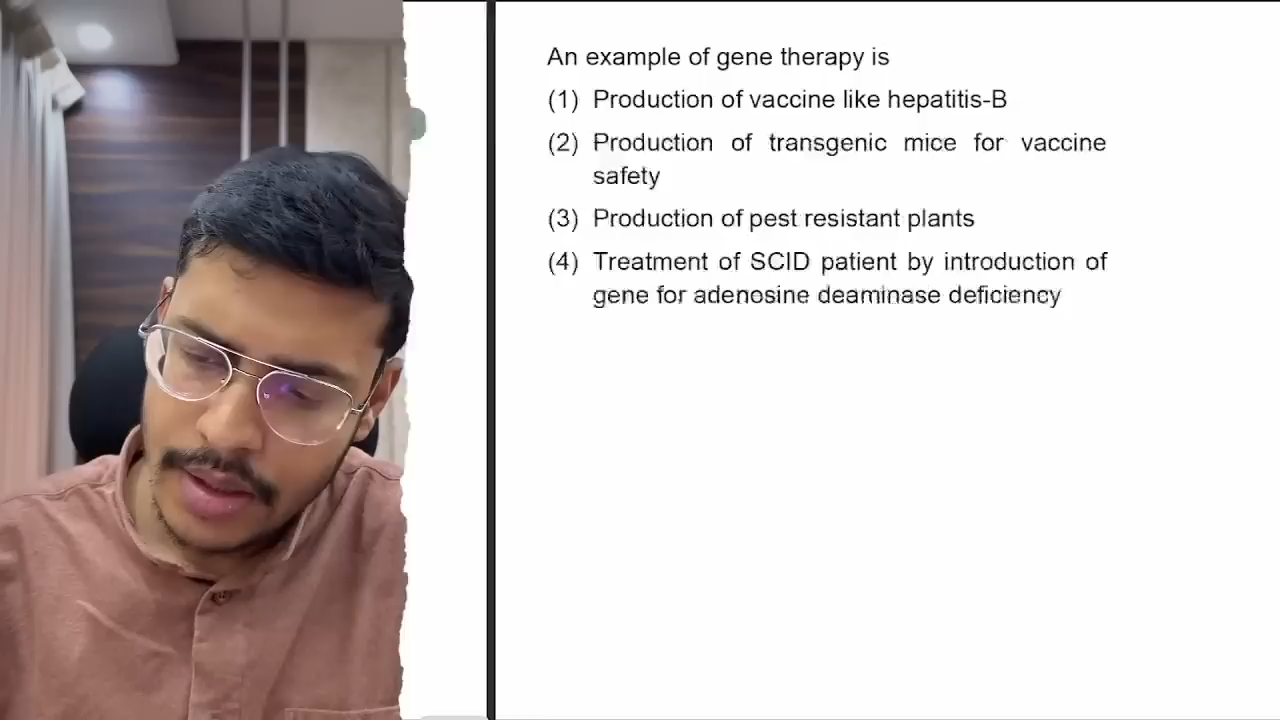 An example of gene therapy is
(1) Production of vaccine like hepatitis-B
(2) Production of transgenic mice for vaccine
safety
(3) Production of pest resistant plants
(4) Treatment of SCID patient by introduction of
gene for adenosine deaminase deficiency